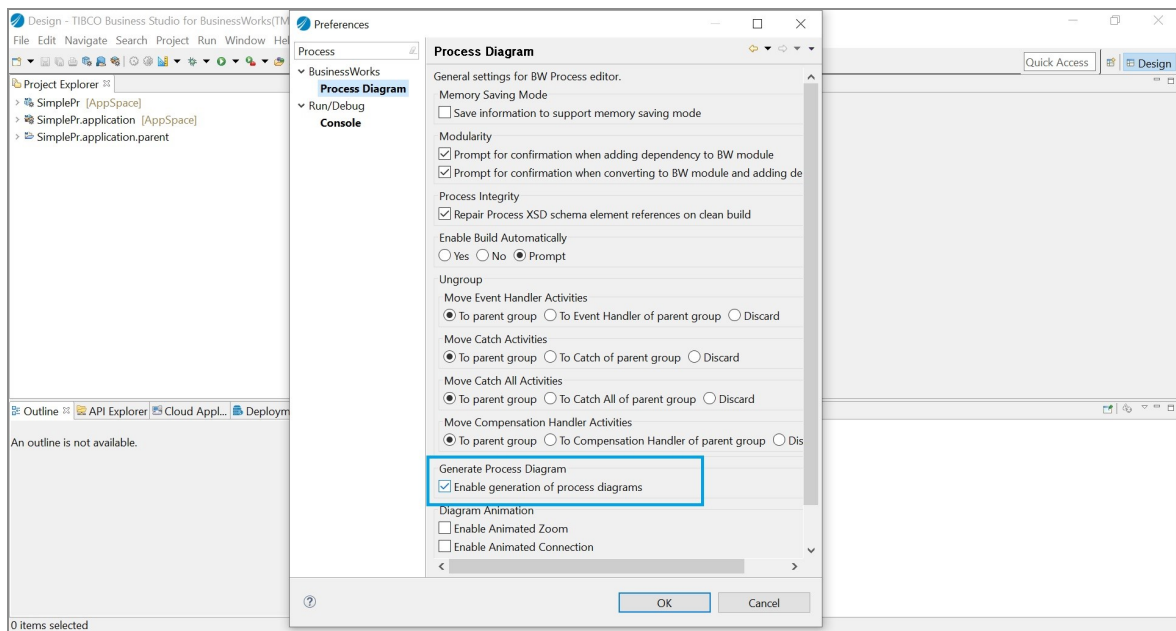 Design - TIBCO Business Studio for BusinessWorks(TM
File Edit Navigate Search Project Run Window Hel
Quick Access
Design
Project Explorer
SimplePr [AppSpace]
SimplePr.application [AppSpace]
SimplePr.application.parent
Outline API Explorer Cloud Appl... Deploym
An outline is not available.
0 items selected
Preferences
Process
BusinessWorks
Process Diagram
Run/Debug
Console
Process Diagram
General settings for BW Process editor.
Memory Saving Mode
Save information to support memory saving mode
Modularity
Prompt for confirmation when adding dependency to BW module
Prompt for confirmation when converting to BW module and adding de
Process Integrity
Repair Process XSD schema element references on clean build
Enable Build Automatically
Yes No Prompt
Ungroup
Move Event Handler Activities
To parent group To Event Handler of parent group Discard
Move Catch Activities
To parent group To Catch of parent group Discard
Move Catch All Activities
To parent group To Catch All of parent group Discard
Move Compensation Handler Activities
To parent group To Compensation Handler of parent group Dis
Generate Process Diagram
Enable generation of process diagrams
Diagram Animation
Enable Animated Zoom
Enable Animated Connection
OK Cancel